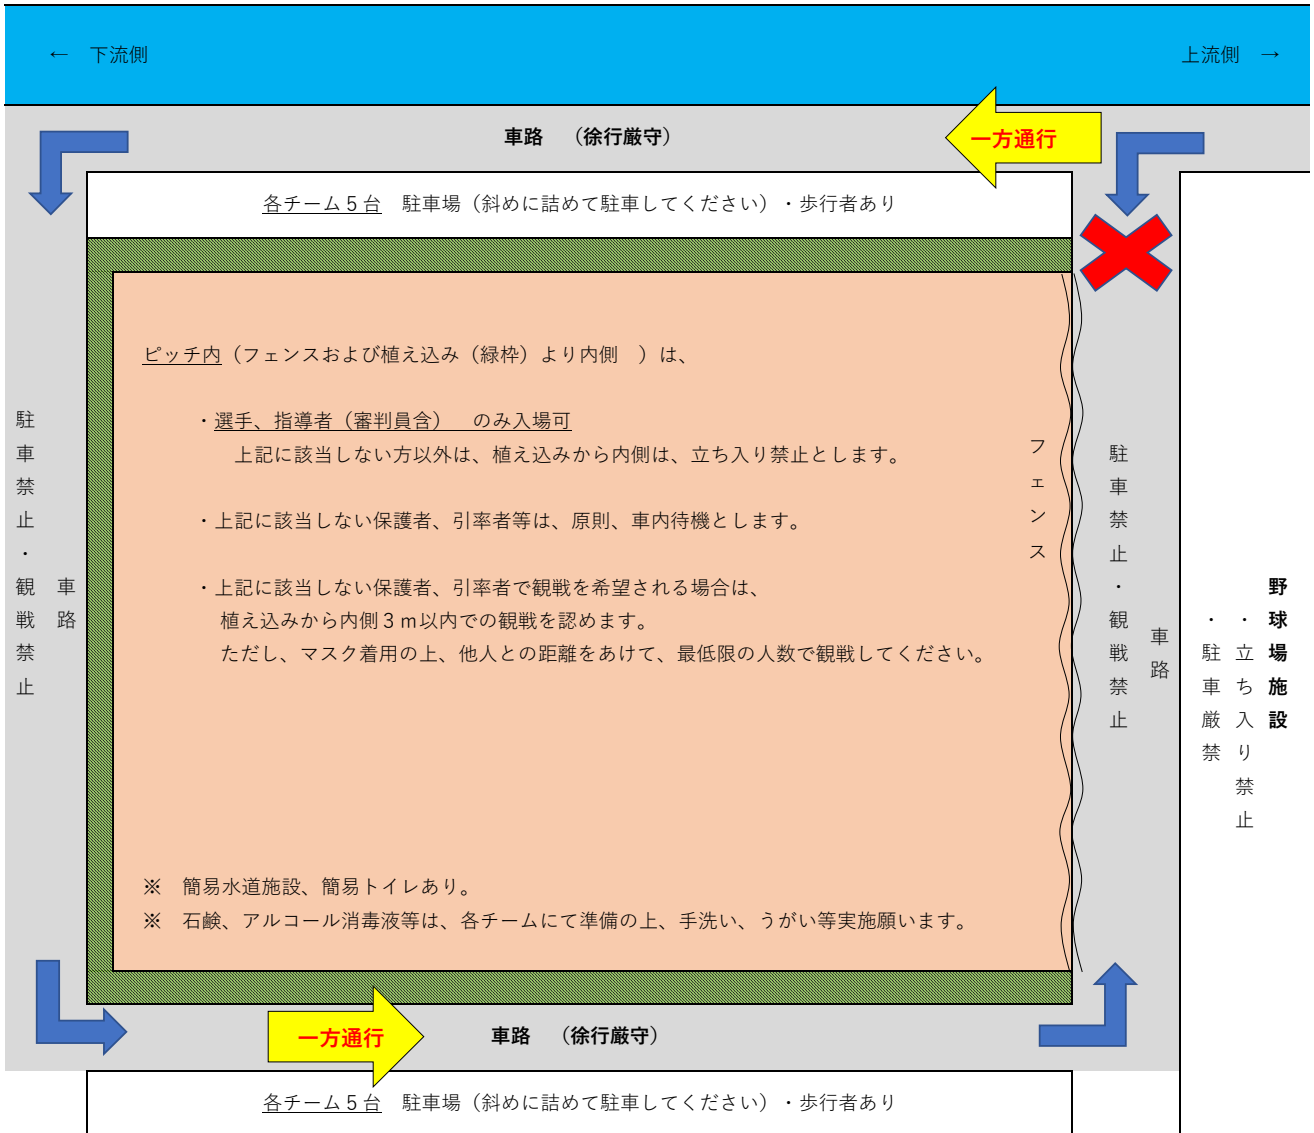 ← 下流側
上流側 →
車路 （徐行厳守）
一方通行
各チーム５台 駐車場（斜めに詰めて駐車してください）・歩行者あり
ピッチ内（フェンスおよび植え込み（緑枠）より内側 ）は、
・選手、指導者（審判員含） のみ入場可
上記に該当しない方以外は、植え込みから内側は、立ち入り禁止とします。
・上記に該当しない保護者、引率者等は、原則、車内待機とします。
・上記に該当しない保護者、引率者で観戦を希望される場合は、
植え込みから内側３ｍ以内での観戦を認めます。
ただし、マスク着用の上、他人との距離をあけて、最低限の人数で観戦してください。
※ 簡易水道施設、簡易トイレあり。
※ 石鹸、アルコール消毒液等は、各チームにて準備の上、手洗い、うがい等実施願います。
フェンス
車路
駐車禁止・観戦禁止
車路
駐車禁止・観戦禁止
野球場施設
・立ち入り禁止
・駐車厳禁
一方通行
車路 （徐行厳守）
各チーム５台 駐車場（斜めに詰めて駐車してください）・歩行者あり